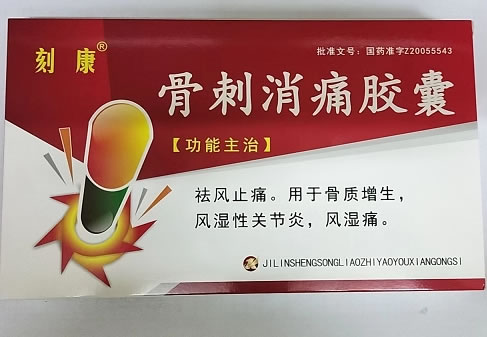 刻康®
批准文号：国药准字Z20055543
骨刺消痛胶囊
【功能主治】
祛风止痛。用于骨质增生，
风湿性关节炎，风湿痛。
JILINSHENGSONGLIAOZHIYAOYOUXIANGONGSI